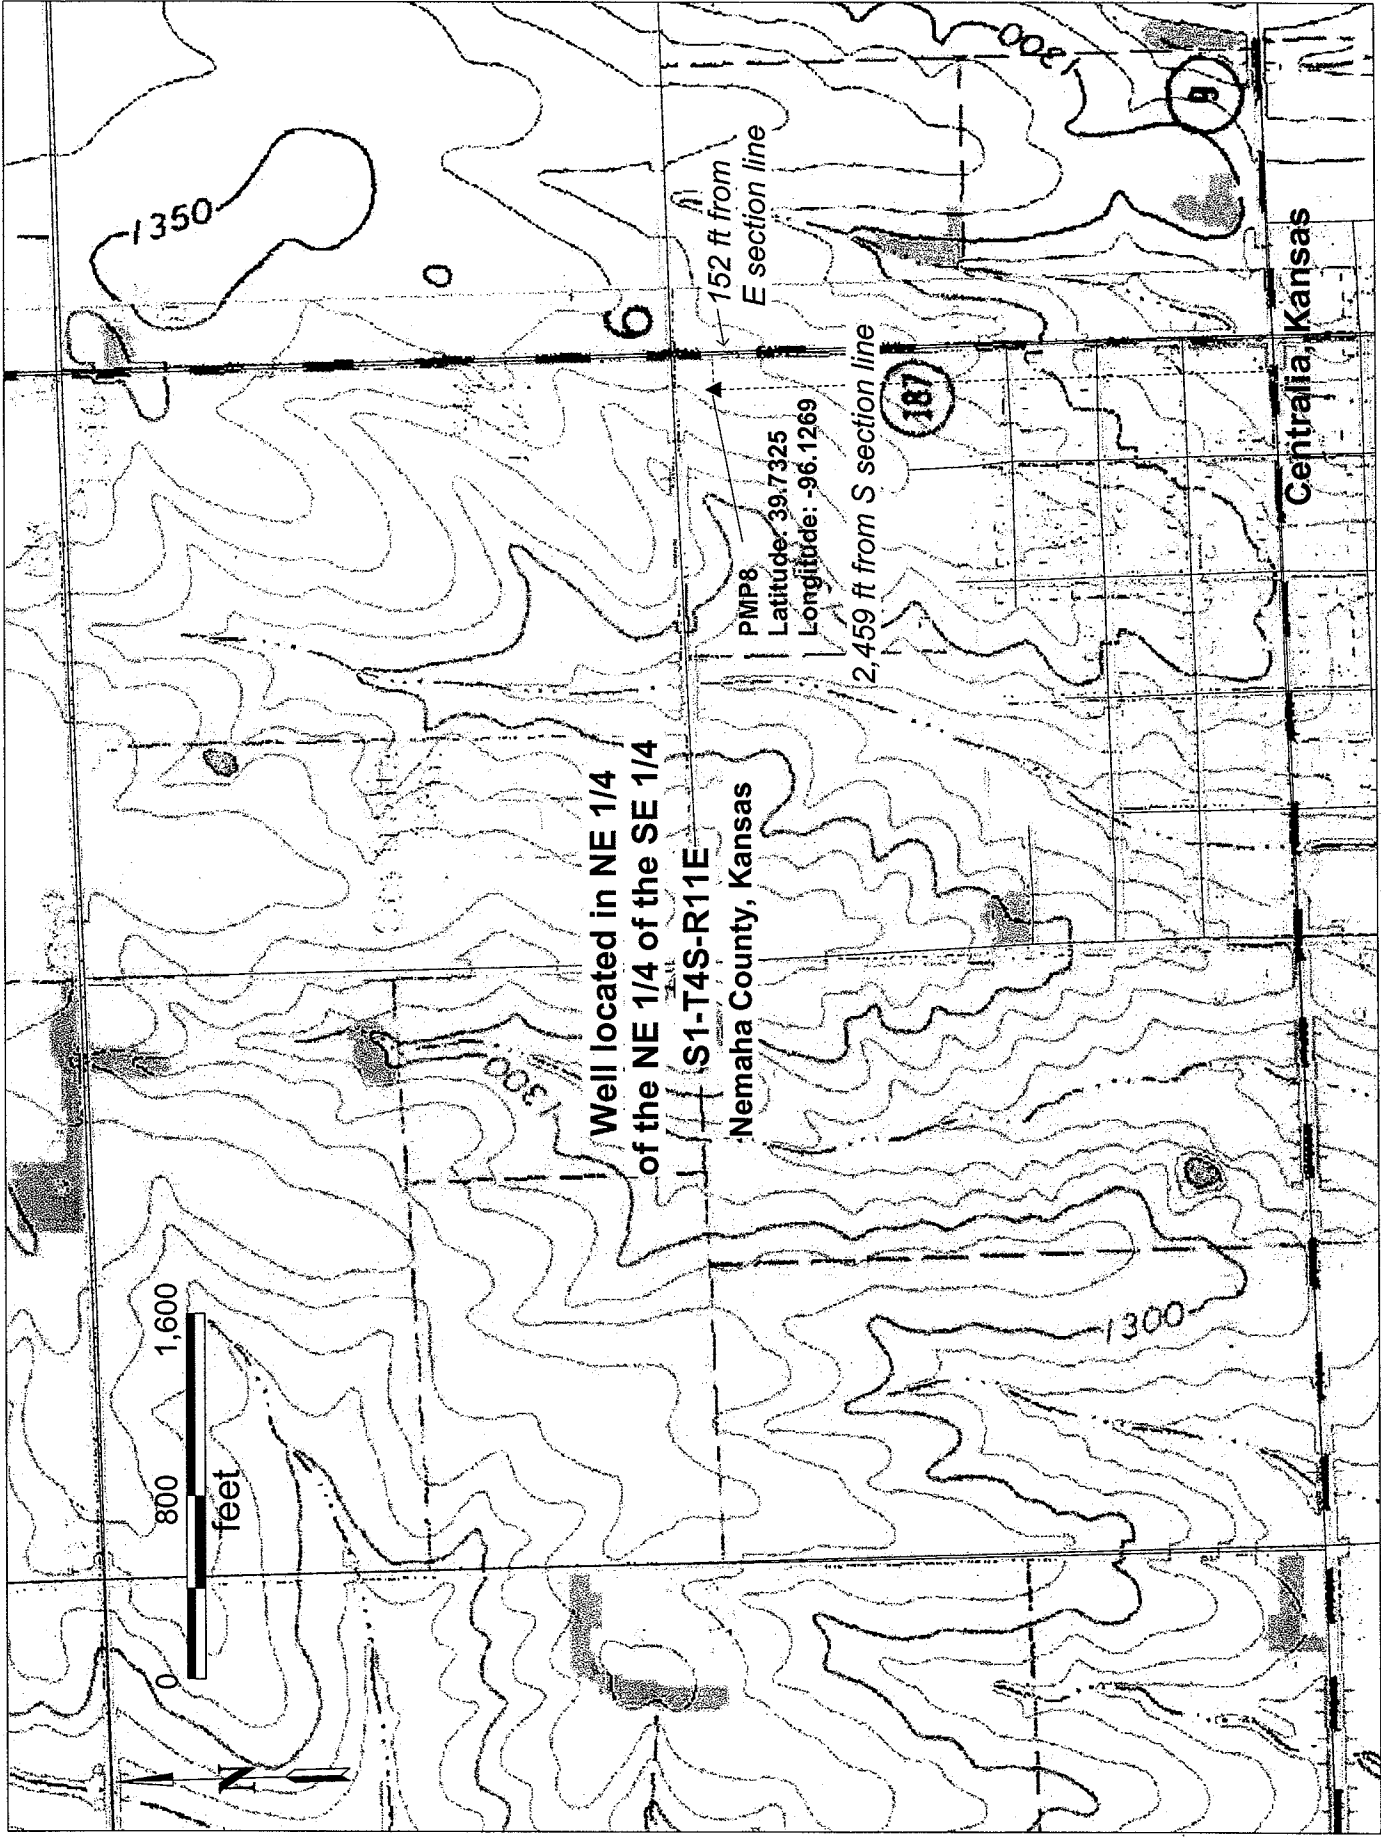 1350
1300
9
6
0
152 ft from
E section line
187
PMP8
Latitude: 39.7325
Longitude: -96.1269
2,459 ft from S section line
Centralia, Kansas
Well located in NE 1/4
of the NE 1/4 of the SE 1/4
S1-T4S-R11E
Nemaha County, Kansas
1300
1300
0 800 1,600
feet
N